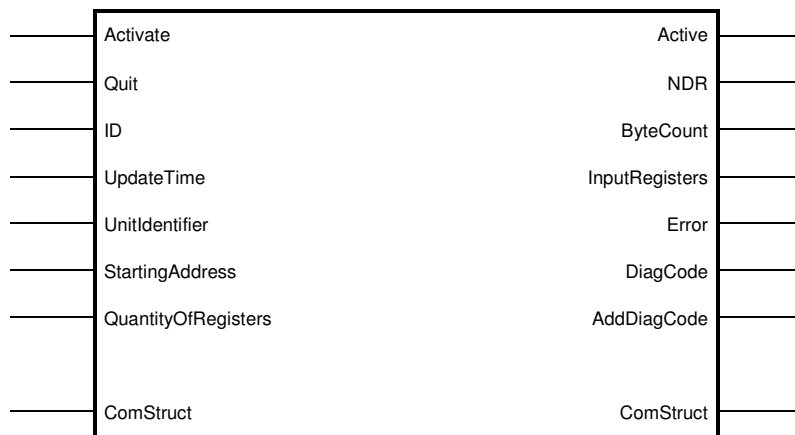 Activate
Active
Quit
NDR
ID
ByteCount
UpdateTime
InputRegisters
UnitIdentifier
Error
StartingAddress
DiagCode
QuantityOfRegisters
AddDiagCode
ComStruct
ComStruct